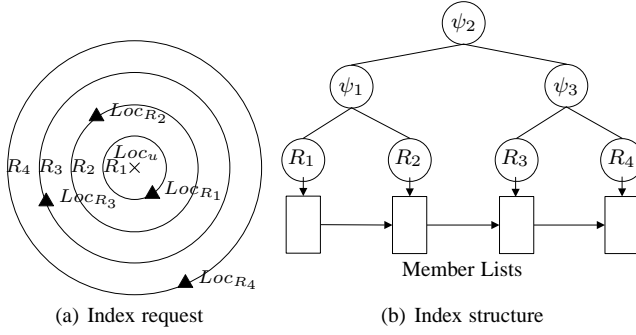 Loc_{R_2}
Loc_u
R_4 R_3 R_2 R_1 ×
Loc_{R_1}
Loc_{R_3}
Loc_{R_4}
(a) Index request
ψ_2
ψ_1 ψ_3
R_1 R_2 R_3 R_4
Member Lists
(b) Index structure